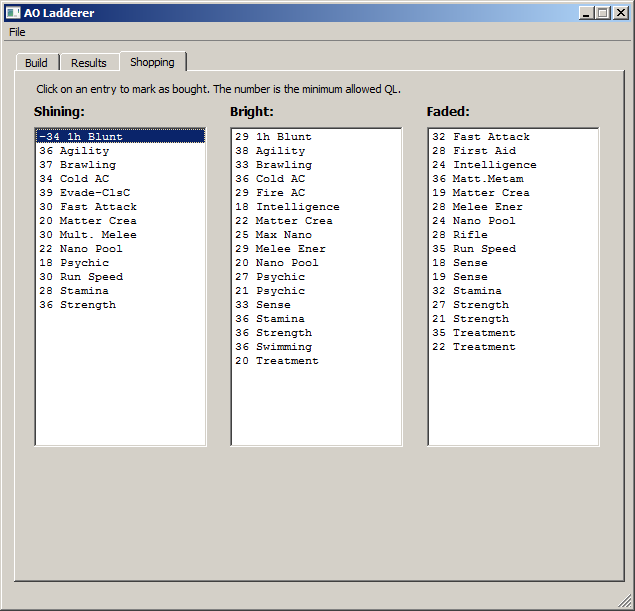 AO Ladderer
File
Build Results Shopping
Click on an entry to mark as bought. The number is the minimum allowed QL.
Shining:
-34 1h Blunt
36 Agility
37 Brawling
34 Cold AC
39 Evade-ClsC
30 Fast Attack
20 Matter Crea
30 Mult. Melee
22 Nano Pool
18 Psychic
30 Run Speed
28 Stamina
36 Strength
Bright:
29 1h Blunt
38 Agility
33 Brawling
36 Cold AC
29 Fire AC
18 Intelligence
22 Matter Crea
25 Max Nano
29 Melee Ener
20 Nano Pool
27 Psychic
21 Psychic
33 Sense
36 Stamina
36 Strength
36 Swimming
20 Treatment
Faded:
32 Fast Attack
28 First Aid
24 Intelligence
36 Matt.Metam
19 Matter Crea
28 Melee Ener
24 Nano Pool
28 Rifle
35 Run Speed
18 Sense
19 Sense
32 Stamina
27 Strength
21 Strength
35 Treatment
22 Treatment